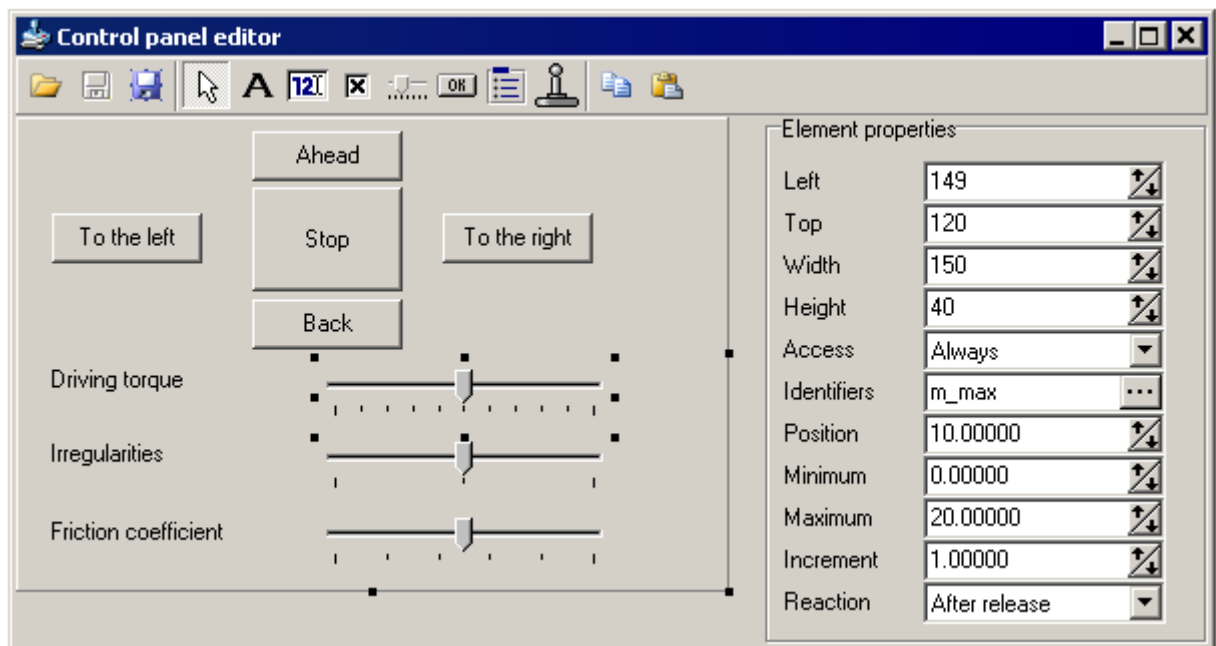 Control panel editor
A 12 OK
Ahead
To the left Stop To the right
Back
Driving torque
Irregularities
Friction coefficient
Element properties
Left 149
Top 120
Width 150
Height 40
Access Always
Identifiers m_max ...
Position 10.00000
Minimum 0.00000
Maximum 20.00000
Increment 1.00000
Reaction After release